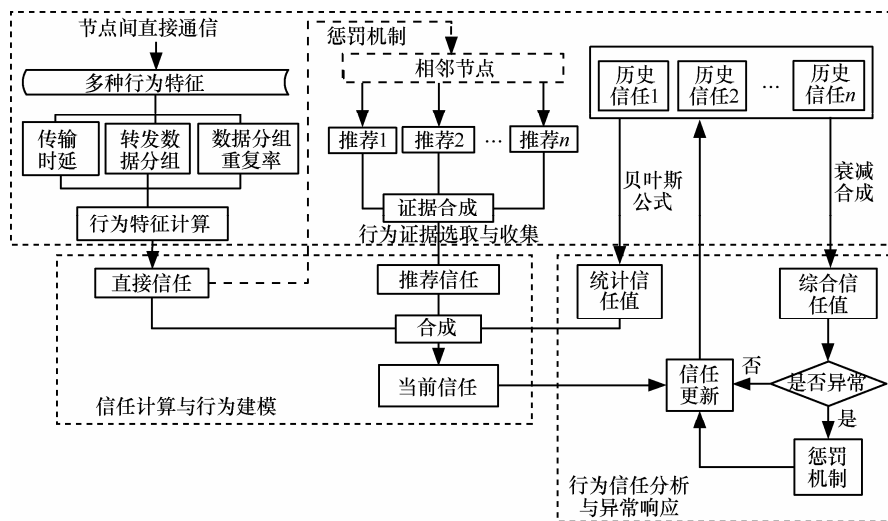 节点间直接通信
多种行为特征
传输
时延
转发数
据分组
数据分组
重复率
行为特征计算
惩罚机制
相邻节点
推荐1
推荐2
…
推荐n
证据合成
行为证据选取与收集
历史
信任1
历史
信任2
…
历史
信任n
贝叶斯
公式
衰减
合成
直接信任
推荐信任
合成
当前信任
信任计算与行为建模
统计信
任值
综合信
任值
信任
更新
否
是否异常
是
惩罚
机制
行为信任分析
与异常响应